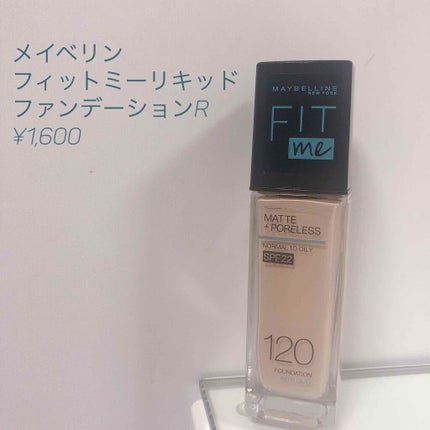 メイベリン
フィットミーリキッド
ファンデーションR
¥1,600
MAYBELLINE
NEW YORK
FIT
me
MATTE
+ PORELESS
NORMAL TO OILY
SPF 22
120
FOUNDATION